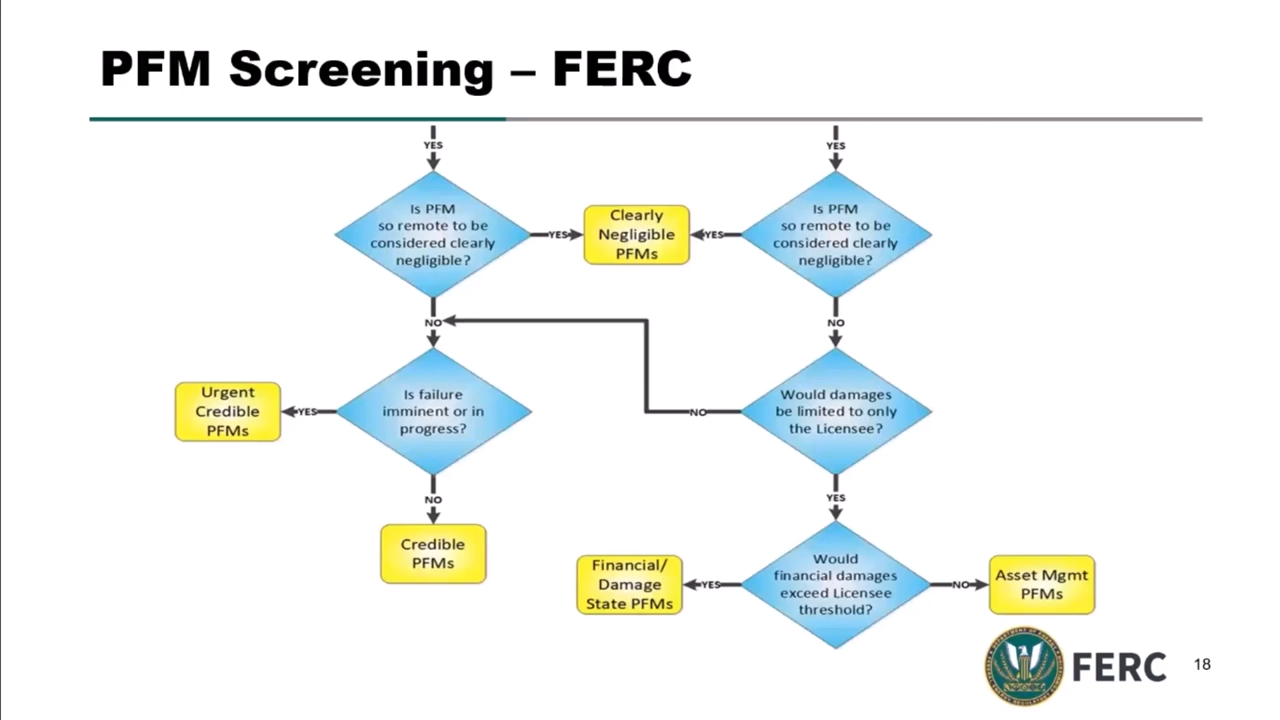 PFM Screening – FERC
YES
YES
Is PFM
so remote to be
considered clearly
negligible?
YES
Clearly
Negligible
PFMs
YES
Is PFM
so remote to be
considered clearly
negligible?
NO
NO
Urgent
Credible
PFMs
YES
Is failure
imminent or in
progress?
NO
Would damages
be limited to only
the Licensee?
NO
YES
Credible
PFMs
Financial/
Damage
State PFMs
YES
Would
financial damages
exceed Licensee
threshold?
NO
Asset Mgmt
PFMs
FERC
18